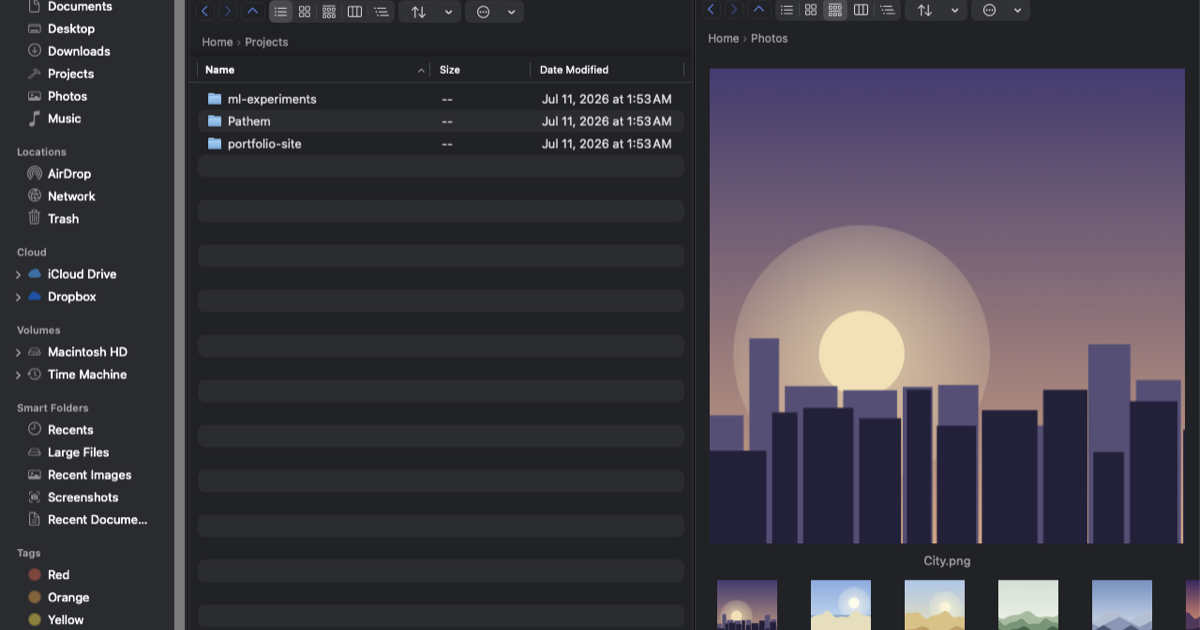 Documents
Desktop
Downloads
Projects
Photos
Music
Locations
AirDrop
Network
Trash
Cloud
iCloud Drive
Dropbox
Volumes
Macintosh HD
Time Machine
Smart Folders
Recents
Large Files
Recent Images
Screenshots
Recent Docume...
Tags
Red
Orange
Yellow
Home › Projects
Name Size Date Modified
ml-experiments -- Jul 11, 2026 at 1:53 AM
Pathem -- Jul 11, 2026 at 1:53 AM
portfolio-site -- Jul 11, 2026 at 1:53 AM
Home › Photos
City.png